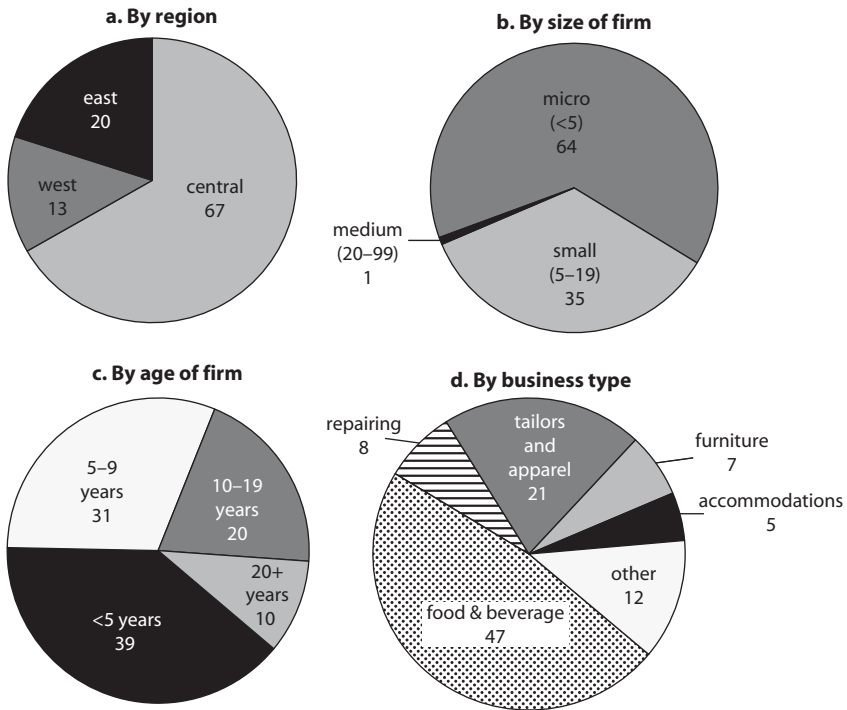 a. By region
east
20
west
13
central
67
b. By size of firm
micro
(<5)
64
medium
(20–99)
1
small
(5–19)
35
c. By age of firm
5–9
years
31
10–19
years
20
20+
years
10
<5 years
39
d. By business type
repairing
8
tailors
and
apparel
21
furniture
7
accommodations
5
other
12
food & beverage
47